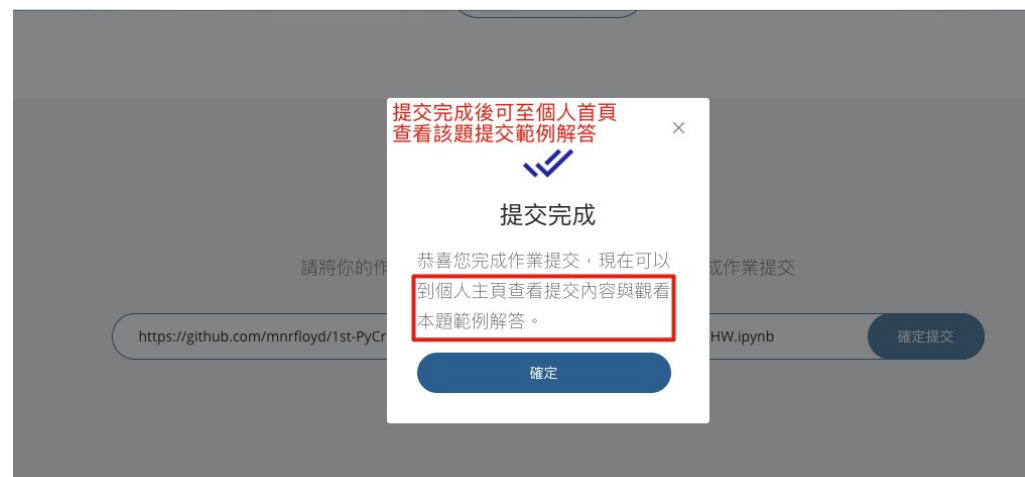 提交完成後可至個人首頁
查看該題提交範例解答
×
提交完成
恭喜您完成作業提交，現在可以
到個人主頁查看提交內容與觀看
本題範例解答。
請將你的作 成作業提交
https://github.com/mnrfloyd/1st-PyCr HW.ipynb 確定提交
確定